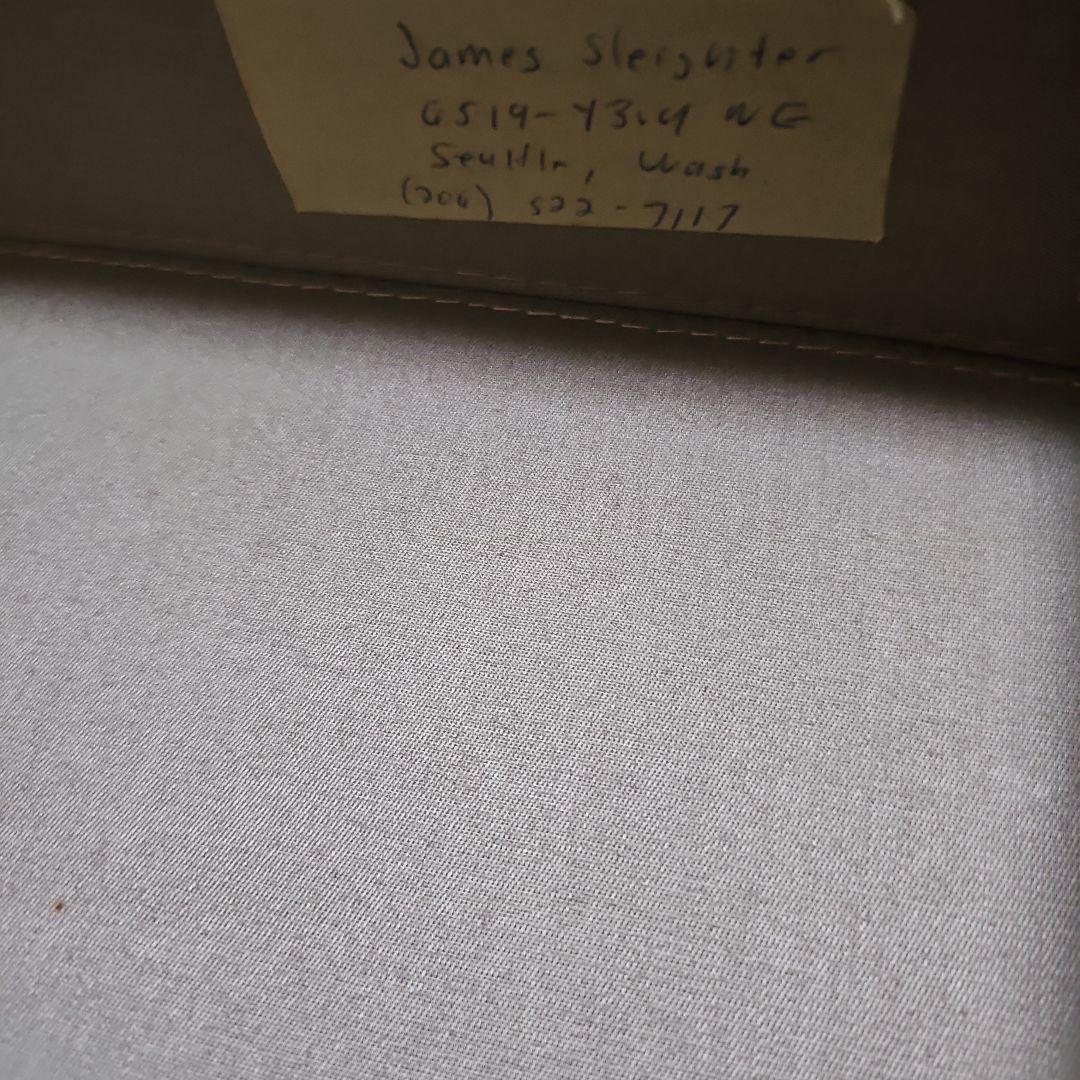 James Sleighter
6519-43rd NE
Seattle, Wash
(206) 522-7117